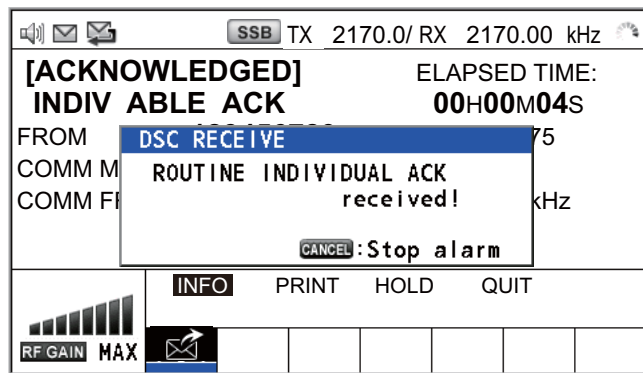 SSB TX 2170.0/ RX 2170.00 kHz
[ACKNOWLEDGED] ELAPSED TIME:
INDIV ABLE ACK 00H00M04S
FROM 75
COMM M
COMM F kHz
DSC RECEIVE
ROUTINE INDIVIDUAL ACK
received!
CANCEL:Stop alarm
INFO PRINT HOLD QUIT
RF GAIN MAX